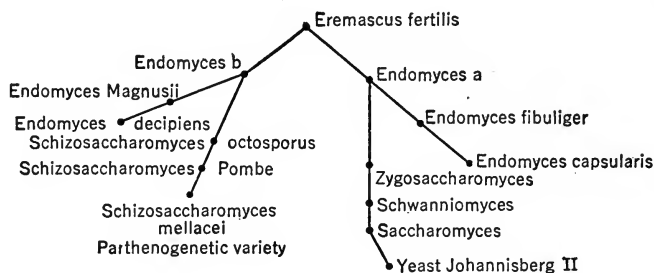 Eremascus fertilis
Endomyces b
Endomyces a
Endomyces Magnusii
Endomyces decipiens
Endomyces fibuliger
Schizosaccharomyces octosporus
Endomyces capsularis
Schizosaccharomyces Pombe
Zygosaccharomyces
Schwanniomyces
Schizosaccharomyces
mellacei
Parthenogenetic variety
Saccharomyces
Yeast Johannisberg II